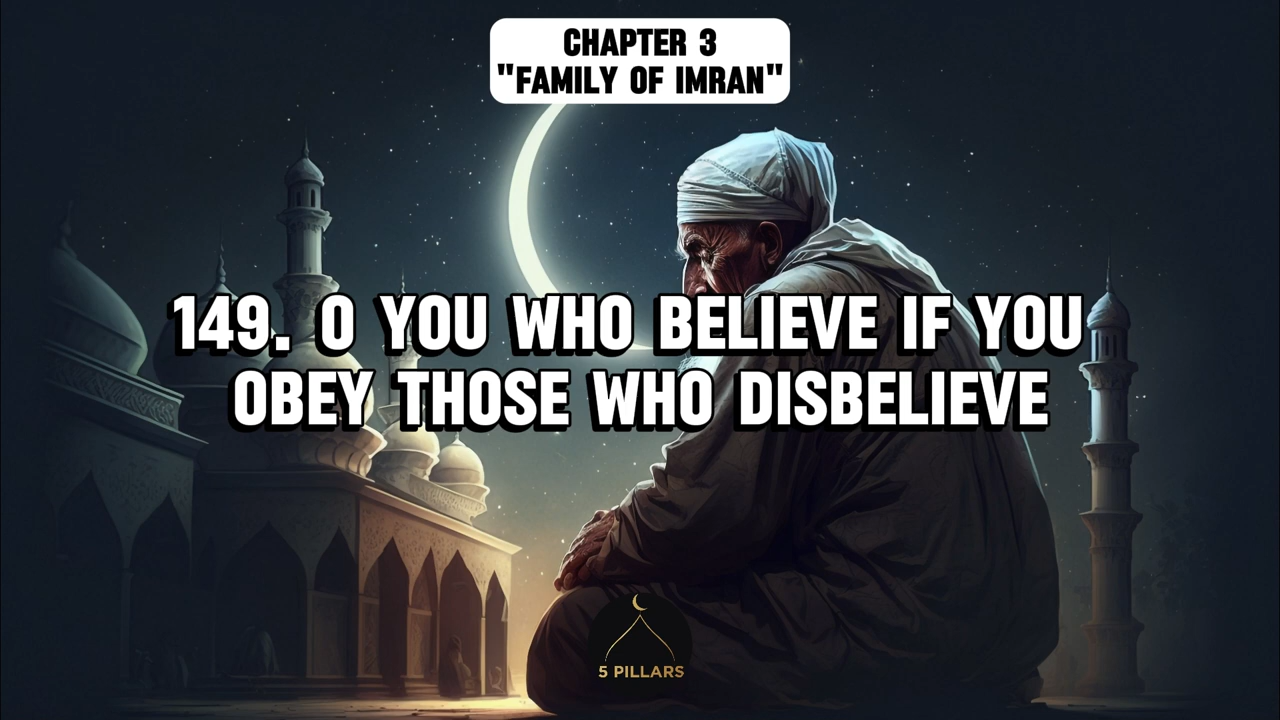 CHAPTER 3
"FAMILY OF IMRAN"
149. O YOU WHO BELIEVE IF YOU
OBEY THOSE WHO DISBELIEVE
5 PILLARS